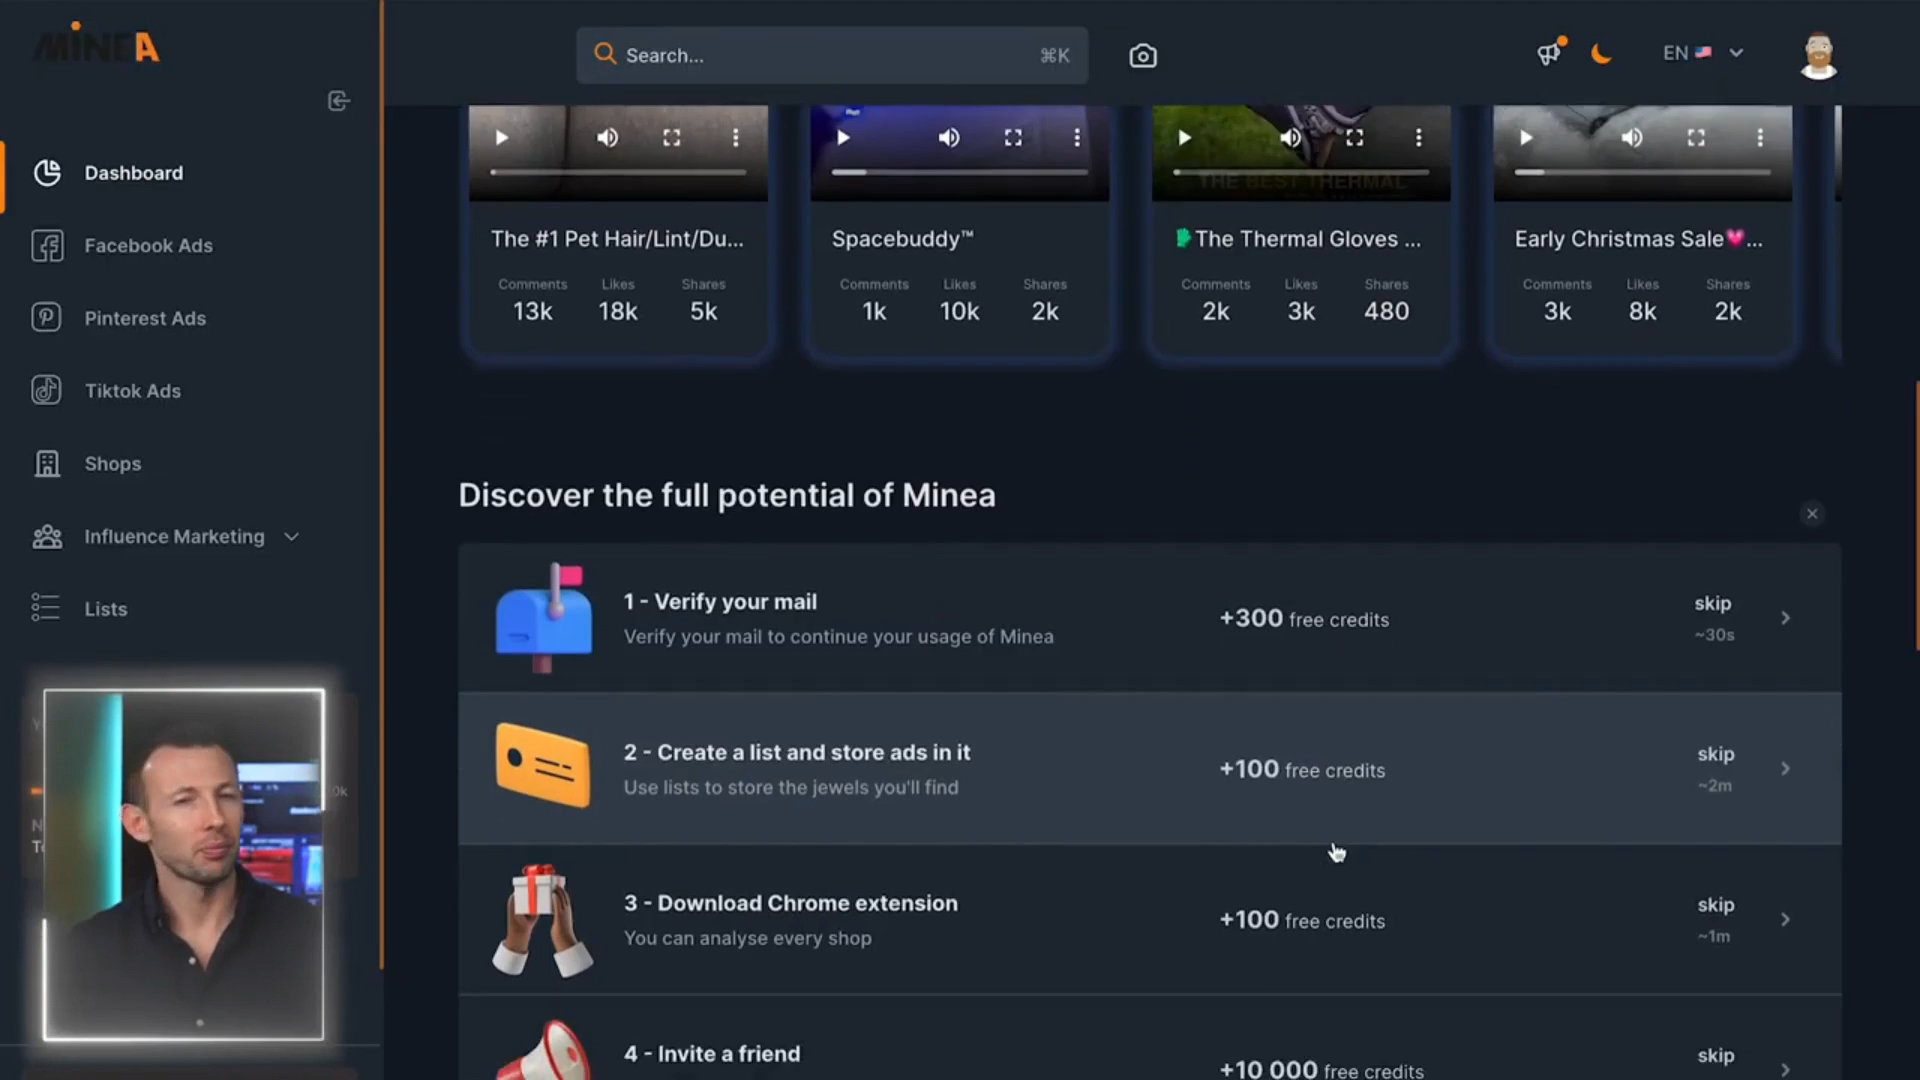 MINEA
Search...
⌘K
EN
Dashboard
Facebook Ads
Pinterest Ads
Tiktok Ads
Shops
Influence Marketing
Lists
THE BEST THERMAL
The #1 Pet Hair/Lint/Du...
Comments Likes Shares
13k 18k 5k
Spacebuddy™
Comments Likes Shares
1k 10k 2k
The Thermal Gloves ...
Comments Likes Shares
2k 3k 480
Early Christmas Sale💗...
Comments Likes Shares
3k 8k 2k
Discover the full potential of Minea
1 - Verify your mail
Verify your mail to continue your usage of Minea
+300 free credits
skip
~30s
2 - Create a list and store ads in it
Use lists to store the jewels you'll find
+100 free credits
skip
~2m
3 - Download Chrome extension
You can analyse every shop
+100 free credits
skip
~1m
4 - Invite a friend
+10 000 free credits
skip